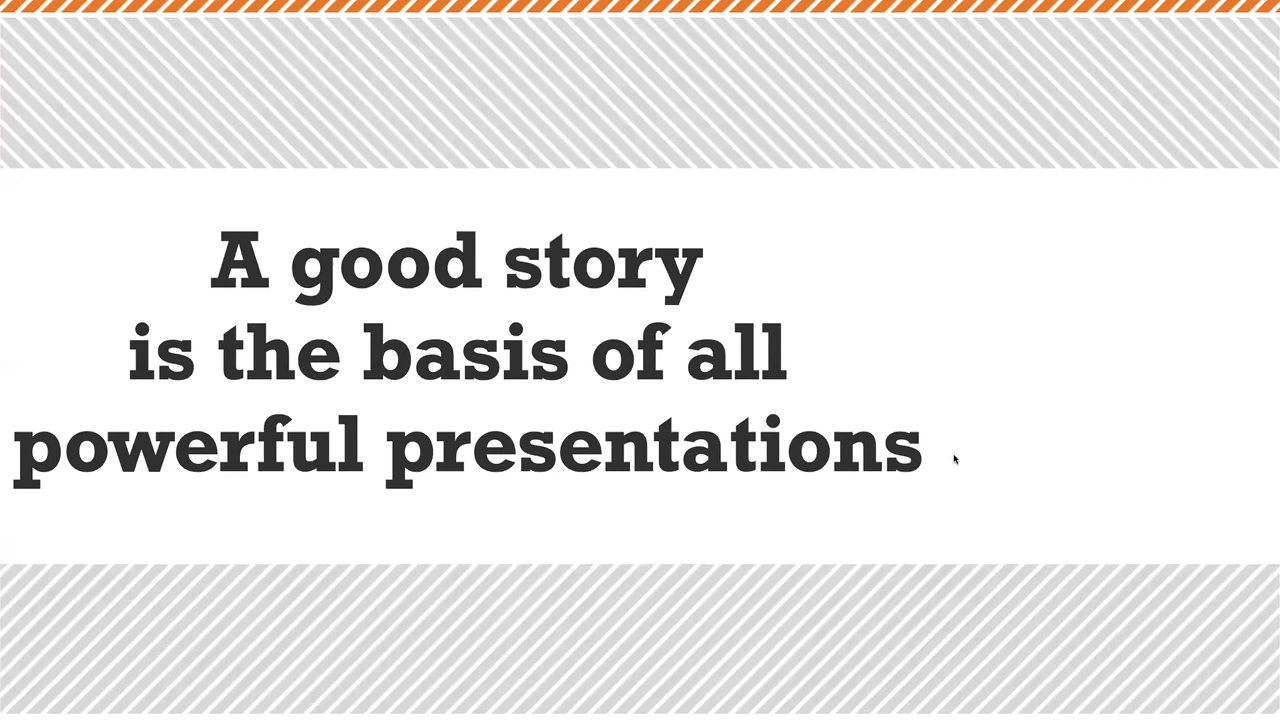 A good story
is the basis of all
powerful presentations